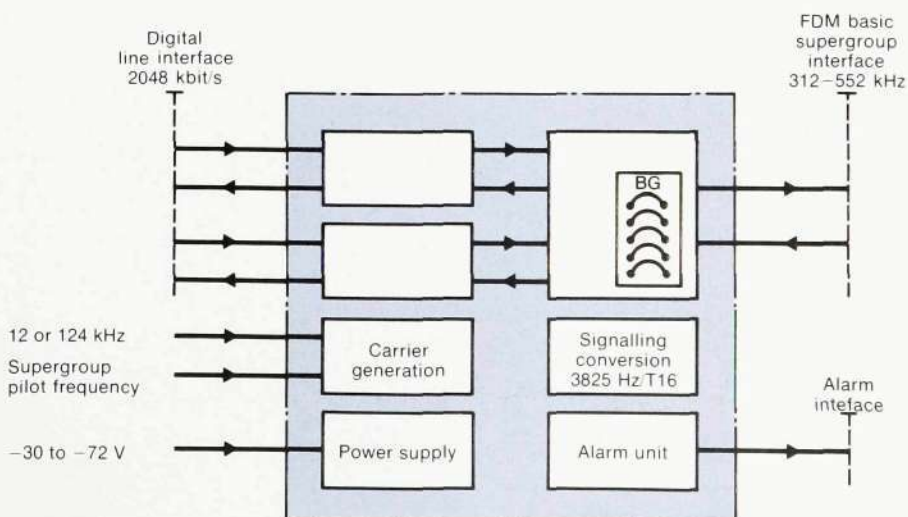 Digital
line interface
2048 kbit/s
FDM basic
supergroup
interface
312–552 kHz
BG
12 or 124 kHz
Supergroup
pilot frequency
Carrier
generation
Signalling
conversion
3825 Hz/T16
Alarm
inteface
–30 to –72 V
Power supply
Alarm unit